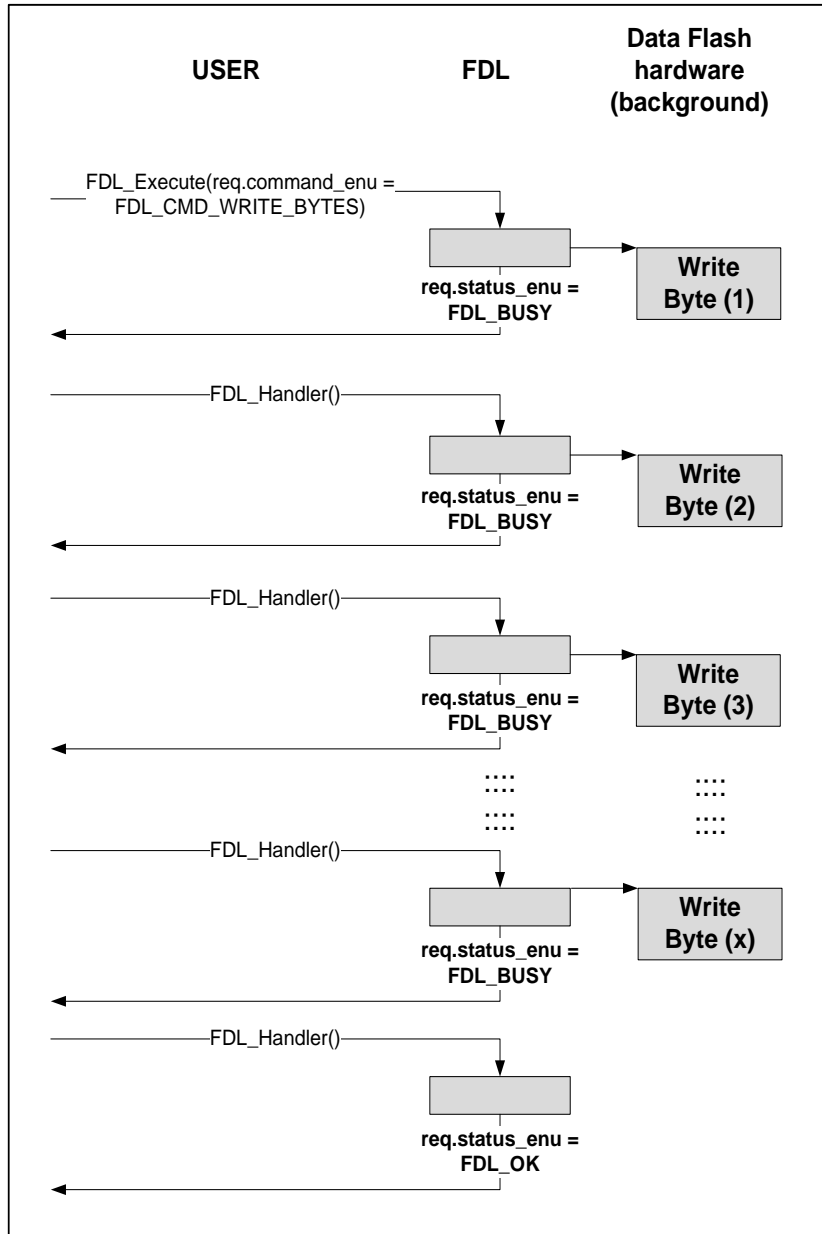 USER
FDL
Data Flash
hardware
(background)
FDL_Execute(req.command_enu =
FDL_CMD_WRITE_BYTES)
req.status_enu =
FDL_BUSY
Write
Byte (1)
FDL_Handler()
req.status_enu =
FDL_BUSY
Write
Byte (2)
FDL_Handler()
req.status_enu =
FDL_BUSY
Write
Byte (3)
::::
::::
::::
::::
FDL_Handler()
req.status_enu =
FDL_BUSY
Write
Byte (x)
FDL_Handler()
req.status_enu =
FDL_OK